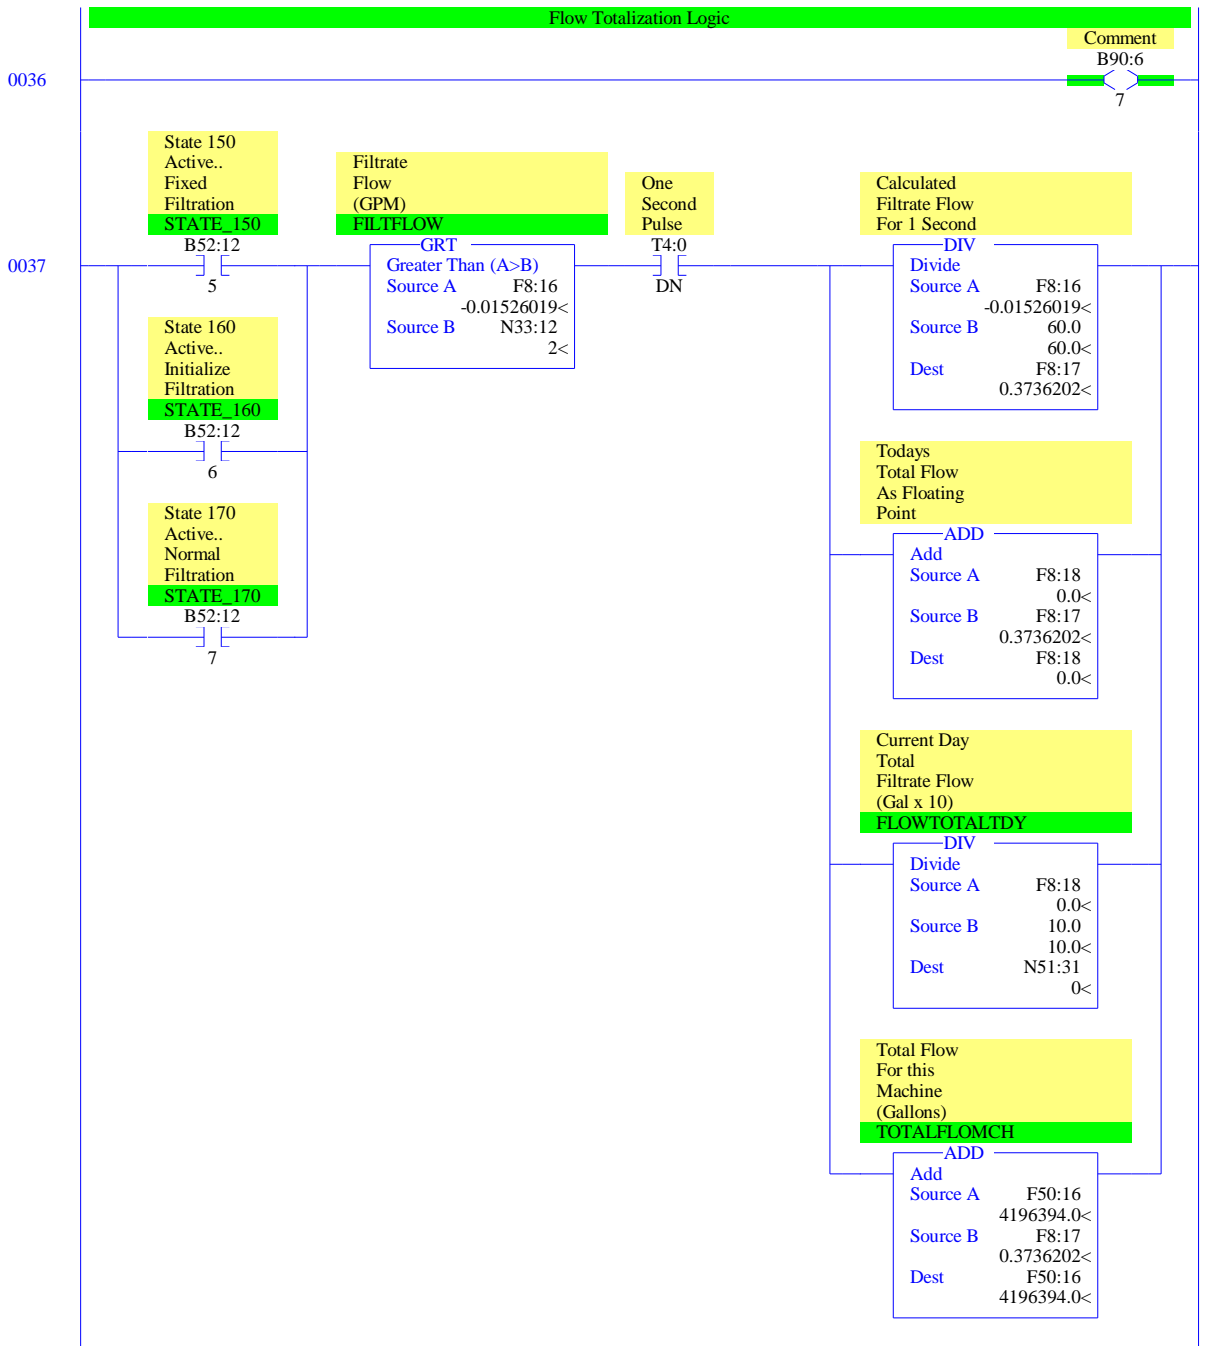 Flow Totalization Logic
Comment
B90:6
0036
7
State 150
Active..
Fixed
Filtration
STATE_150
B52:12
5
Filtrate
Flow
(GPM)
FILTFLOW
GRT
Greater Than (A>B)
Source A F8:16
-0.01526019<
Source B N33:12
2<
One
Second
Pulse
T4:0
DN
Calculated
Filtrate Flow
For 1 Second
DIV
Divide
Source A F8:16
-0.01526019<
Source B 60.0
60.0<
Dest F8:17
0.3736202<
0037
State 160
Active..
Initialize
Filtration
STATE_160
B52:12
6
State 170
Active..
Normal
Filtration
STATE_170
B52:12
7
Todays
Total Flow
As Floating
Point
ADD
Add
Source A F8:18
0.0<
Source B F8:17
0.3736202<
Dest F8:18
0.0<
Current Day
Total
Filtrate Flow
(Gal x 10)
FLOWTOTALTDY
DIV
Divide
Source A F8:18
0.0<
Source B 10.0
10.0<
Dest N51:31
0<
Total Flow
For this
Machine
(Gallons)
TOTALFLOMCH
ADD
Add
Source A F50:16
4196394.0<
Source B F8:17
0.3736202<
Dest F50:16
4196394.0<